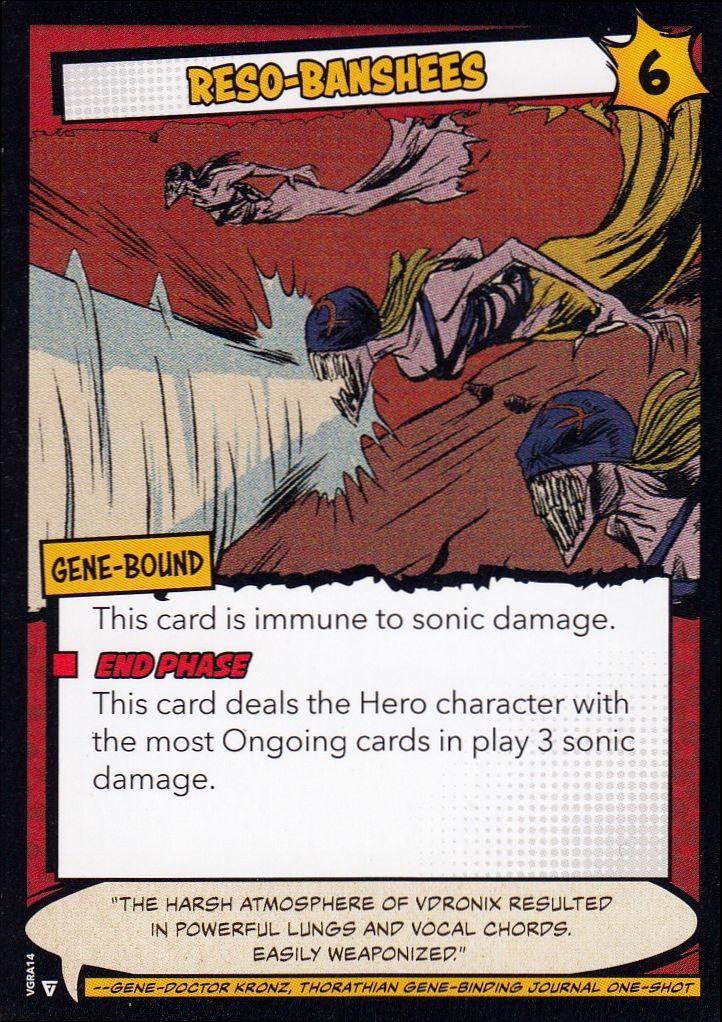 RESO-BANSHEES
6
GENE-BOUND
This card is immune to sonic damage.
END PHASE
This card deals the Hero character with
the most Ongoing cards in play 3 sonic
damage.
"THE HARSH ATMOSPHERE OF VDRONIX RESULTED
IN POWERFUL LUNGS AND VOCAL CHORDS.
EASILY WEAPONIZED."
--GENE-DOCTOR KRONZ, THORATHIAN GENE-BINDING JOURNAL ONE-SHOT
VGRA14